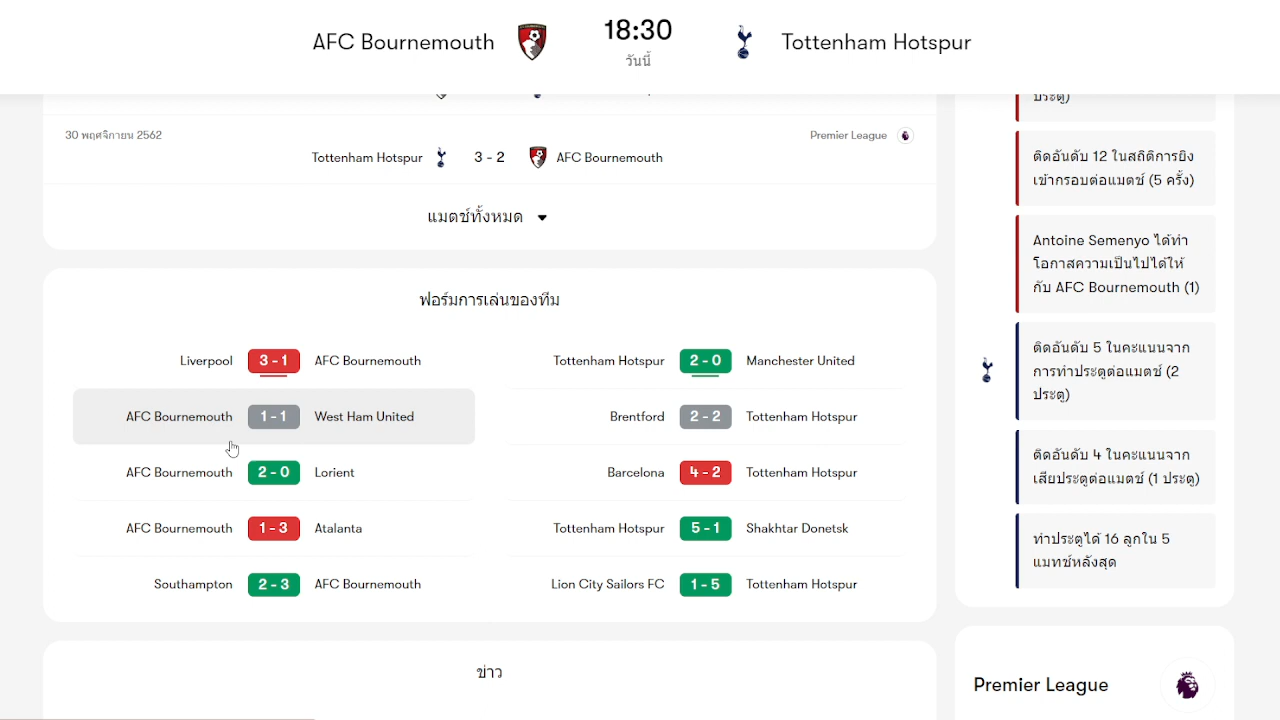 AFC Bournemouth
18:30
วันนี้
Tottenham Hotspur
30 พฤศจิกายน 2562
Premier League
Tottenham Hotspur 3 - 2 AFC Bournemouth
แมตช์ทั้งหมด
ฟอร์มการเล่นของทีม
Liverpool 3 - 1 AFC Bournemouth
AFC Bournemouth 1 - 1 West Ham United
AFC Bournemouth 2 - 0 Lorient
AFC Bournemouth 1 - 3 Atalanta
Southampton 2 - 3 AFC Bournemouth
Tottenham Hotspur 2 - 0 Manchester United
Brentford 2 - 2 Tottenham Hotspur
Barcelona 4 - 2 Tottenham Hotspur
Tottenham Hotspur 5 - 1 Shakhtar Donetsk
Lion City Sailors FC 1 - 5 Tottenham Hotspur
ข่าว
ประตู)
ติดอันดับ 12 ในสถิติการยิง
เข้ากรอบต่อแมตช์ (5 ครั้ง)
Antoine Semenyo ได้ทำ
โอกาสความเป็นไปได้ให้
กับ AFC Bournemouth (1)
ติดอันดับ 5 ในคะแนนจาก
การทำประตูต่อแมตช์ (2
ประตู)
ติดอันดับ 4 ในคะแนนจาก
เสียประตูต่อแมตช์ (1 ประตู)
ทำประตูได้ 16 ลูกใน 5
แมทช์หลังสุด
Premier League